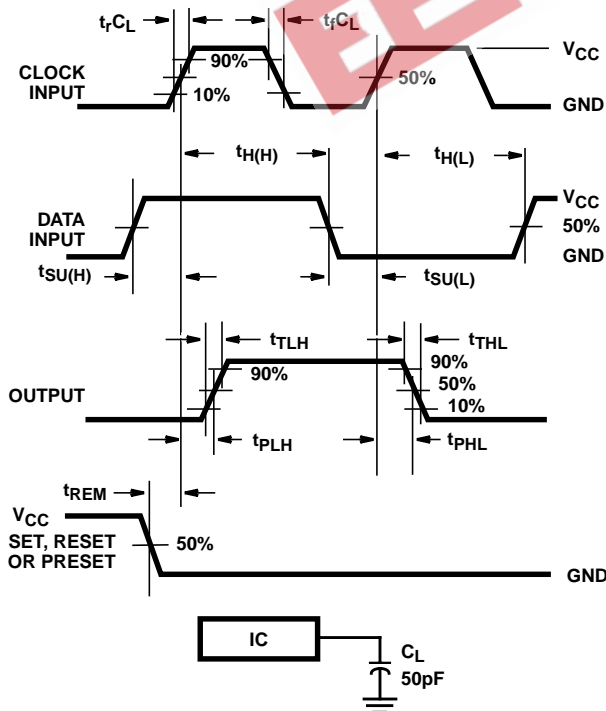 trCL
tfCL
CLOCK
INPUT
90%
10%
50%
VCC
GND
tH(H)
tH(L)
DATA
INPUT
VCC
50%
GND
tSU(H)
tSU(L)
tTLH
tTHL
OUTPUT
90%
90%
50%
10%
tPLH
tPHL
tREM
VCC
SET, RESET
OR PRESET
50%
GND
IC
CL
50pF